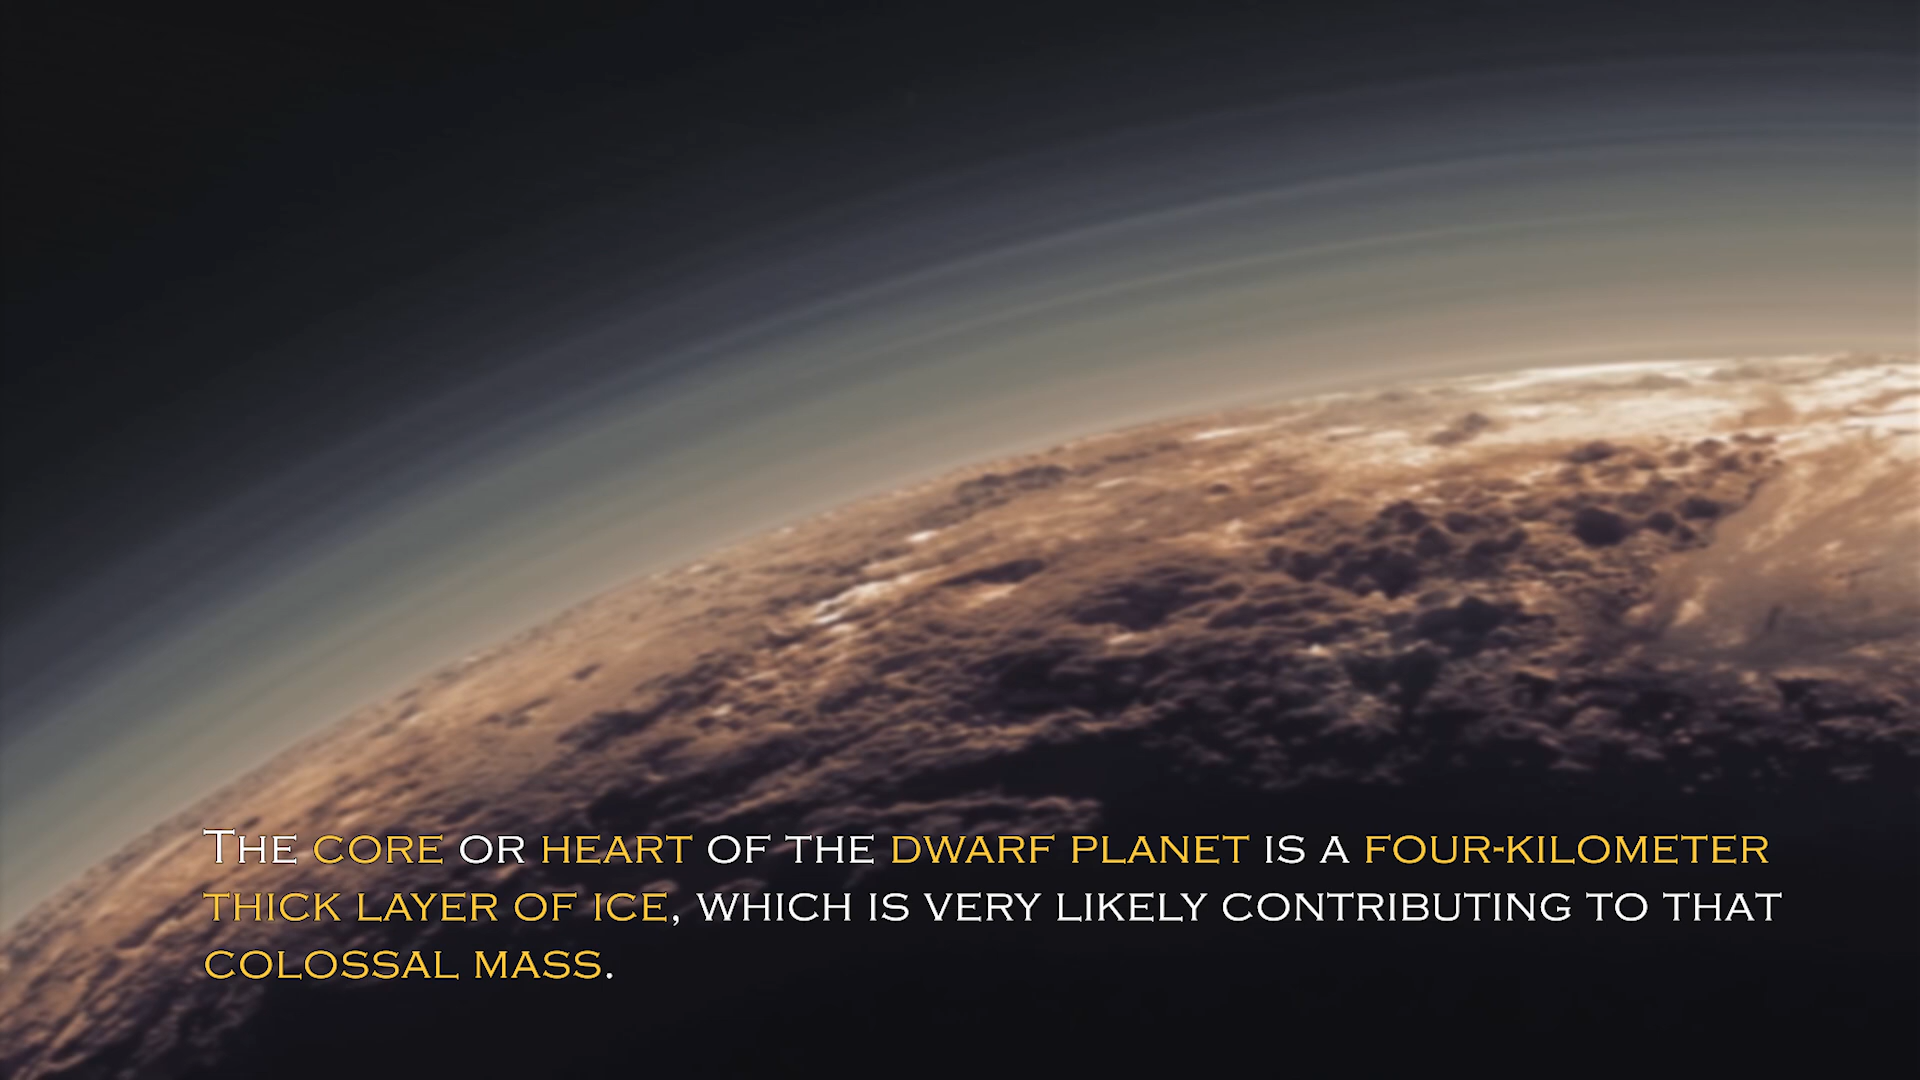 The core or heart of the dwarf planet is a four-kilometer
thick layer of ice, which is very likely contributing to that
colossal mass.